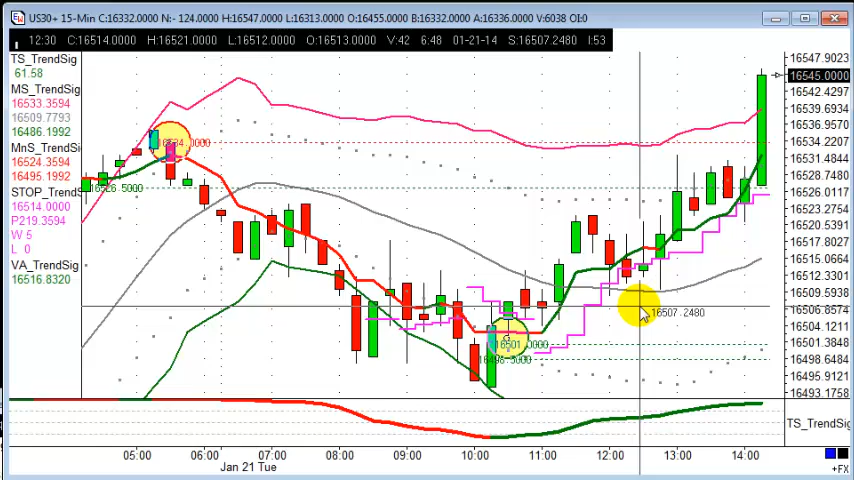 US30+ 15-Min C:16332.0000 N:- 124.0000 H:16547.0000 L:16313.0000 O:16455.0000 B:16332.0000 A:16336.0000 V:6038 OI:0
12:30 C:16514.0000 H:16521.0000 L:16512.0000 O:16513.0000 V:42 6:48 01-21-14 S:16507.2480 I:53
TS_TrendSig
61.58
MS_TrendSig
16533.3594
16509.7793
16486.1992
MnS_TrendSig
16524.3594
16495.1992
STOP_TrendS
16514.0000
P219.3594
W 5
L 0
VA_TrendSig
16516.8320
16547.9023
16545.0000
16542.4297
16539.6934
16536.9570
16534.2207
16531.4844
16528.7480
16526.0117
16523.2754
16520.5391
16517.8027
16515.0664
16512.3301
16509.5938
16506.8574
16504.1211
16501.3848
16498.6484
16495.9121
16493.1758
16507.2480
16501.0000
TS_TrendSig
05:00 06:00 07:00 08:00 09:00 10:00 11:00 12:00 13:00 14:00
Jan 21 Tue
+FX